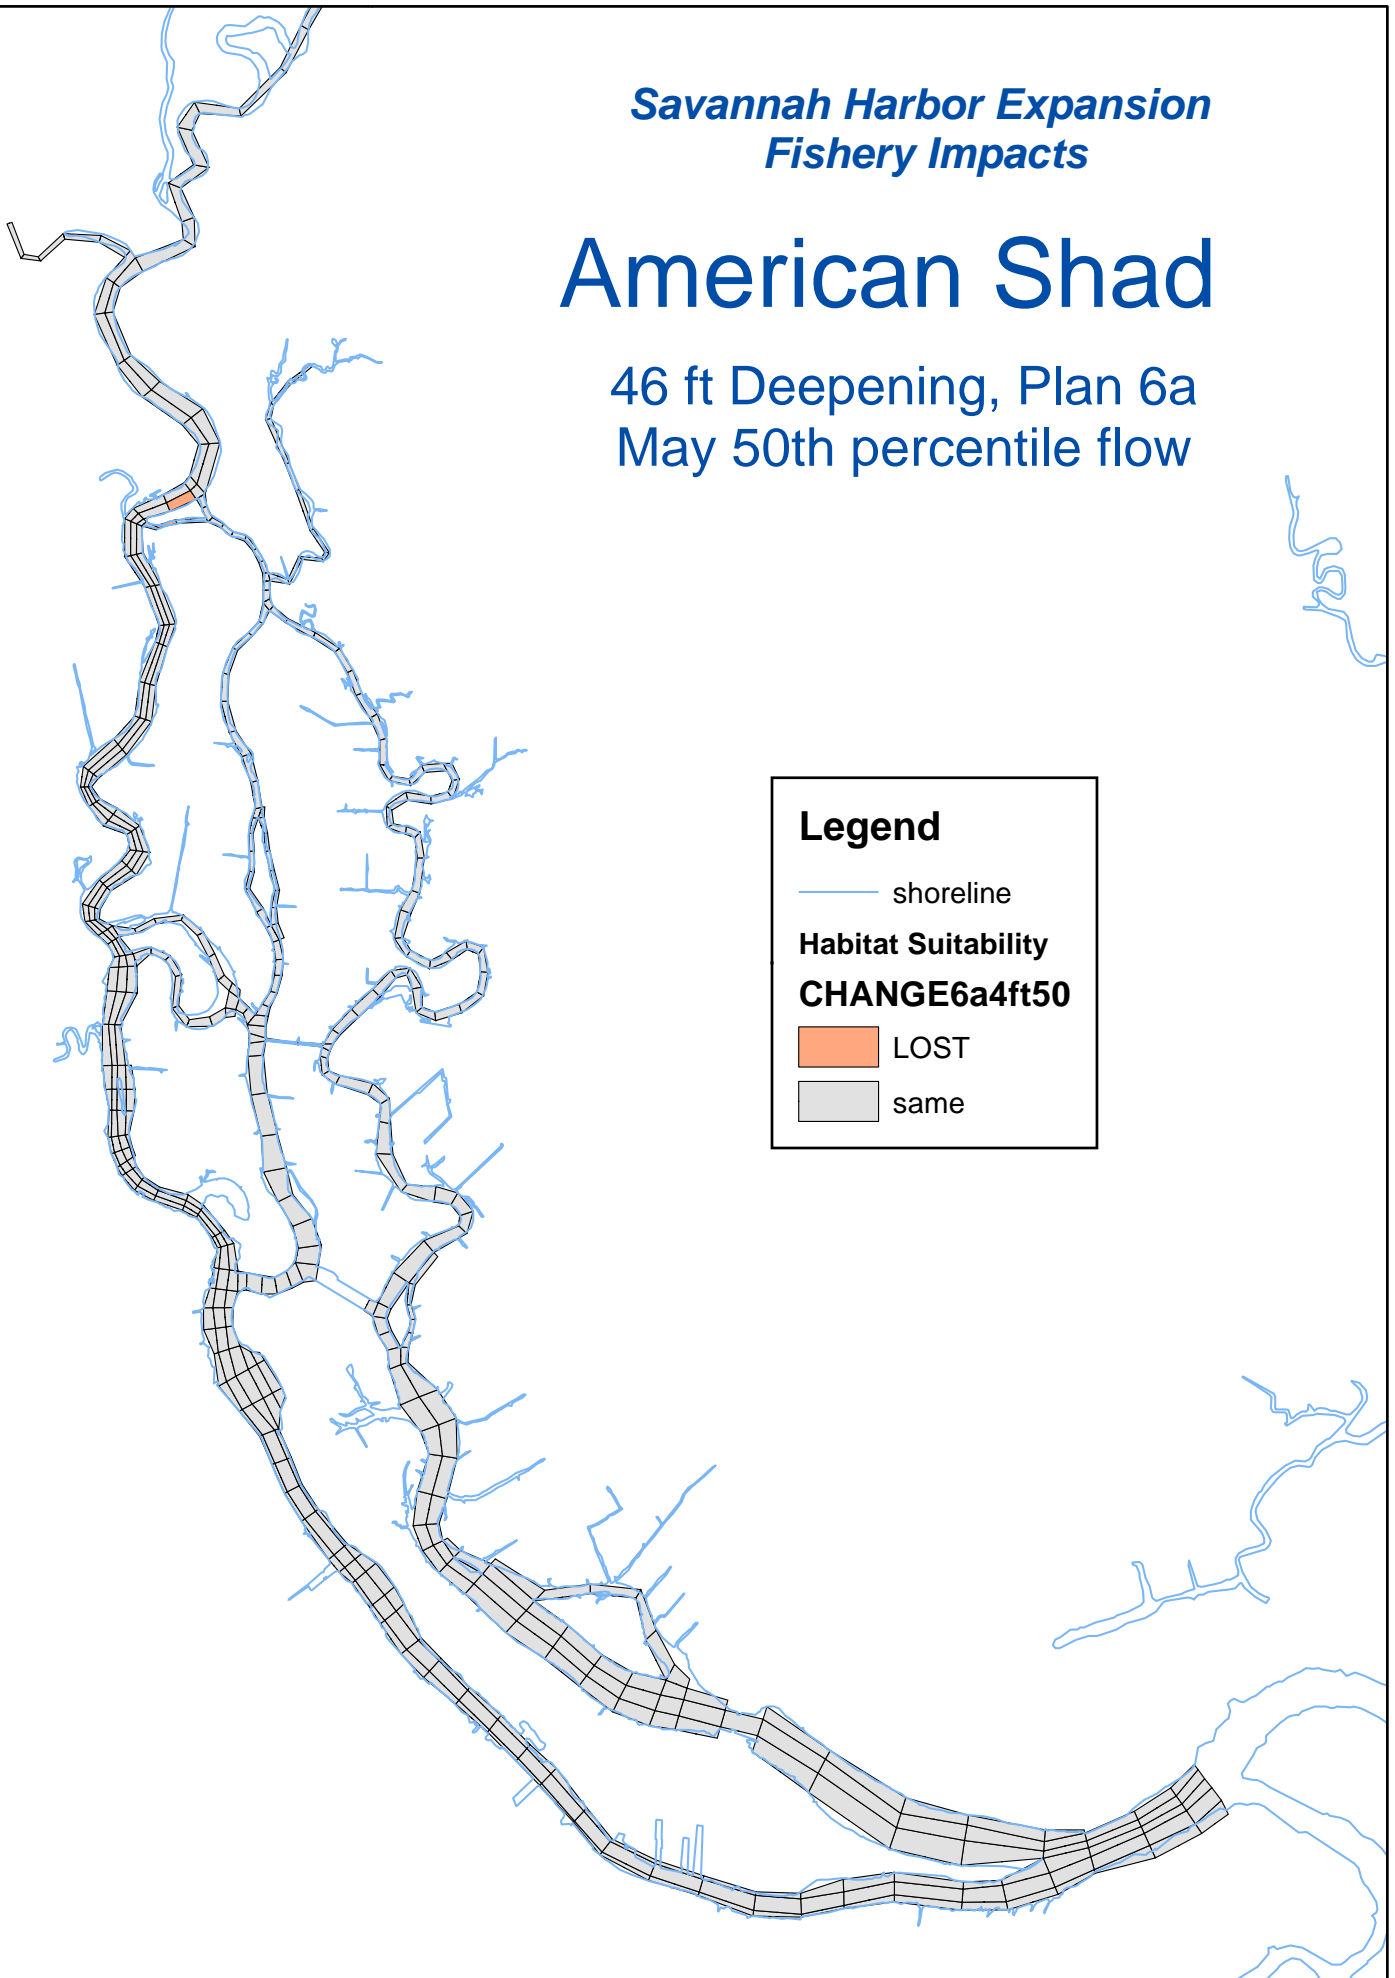 Savannah Harbor Expansion
Fishery Impacts
American Shad
46 ft Deepening, Plan 6a
May 50th percentile flow
Legend
shoreline
Habitat Suitability
CHANGE6a4ft50
LOST
same